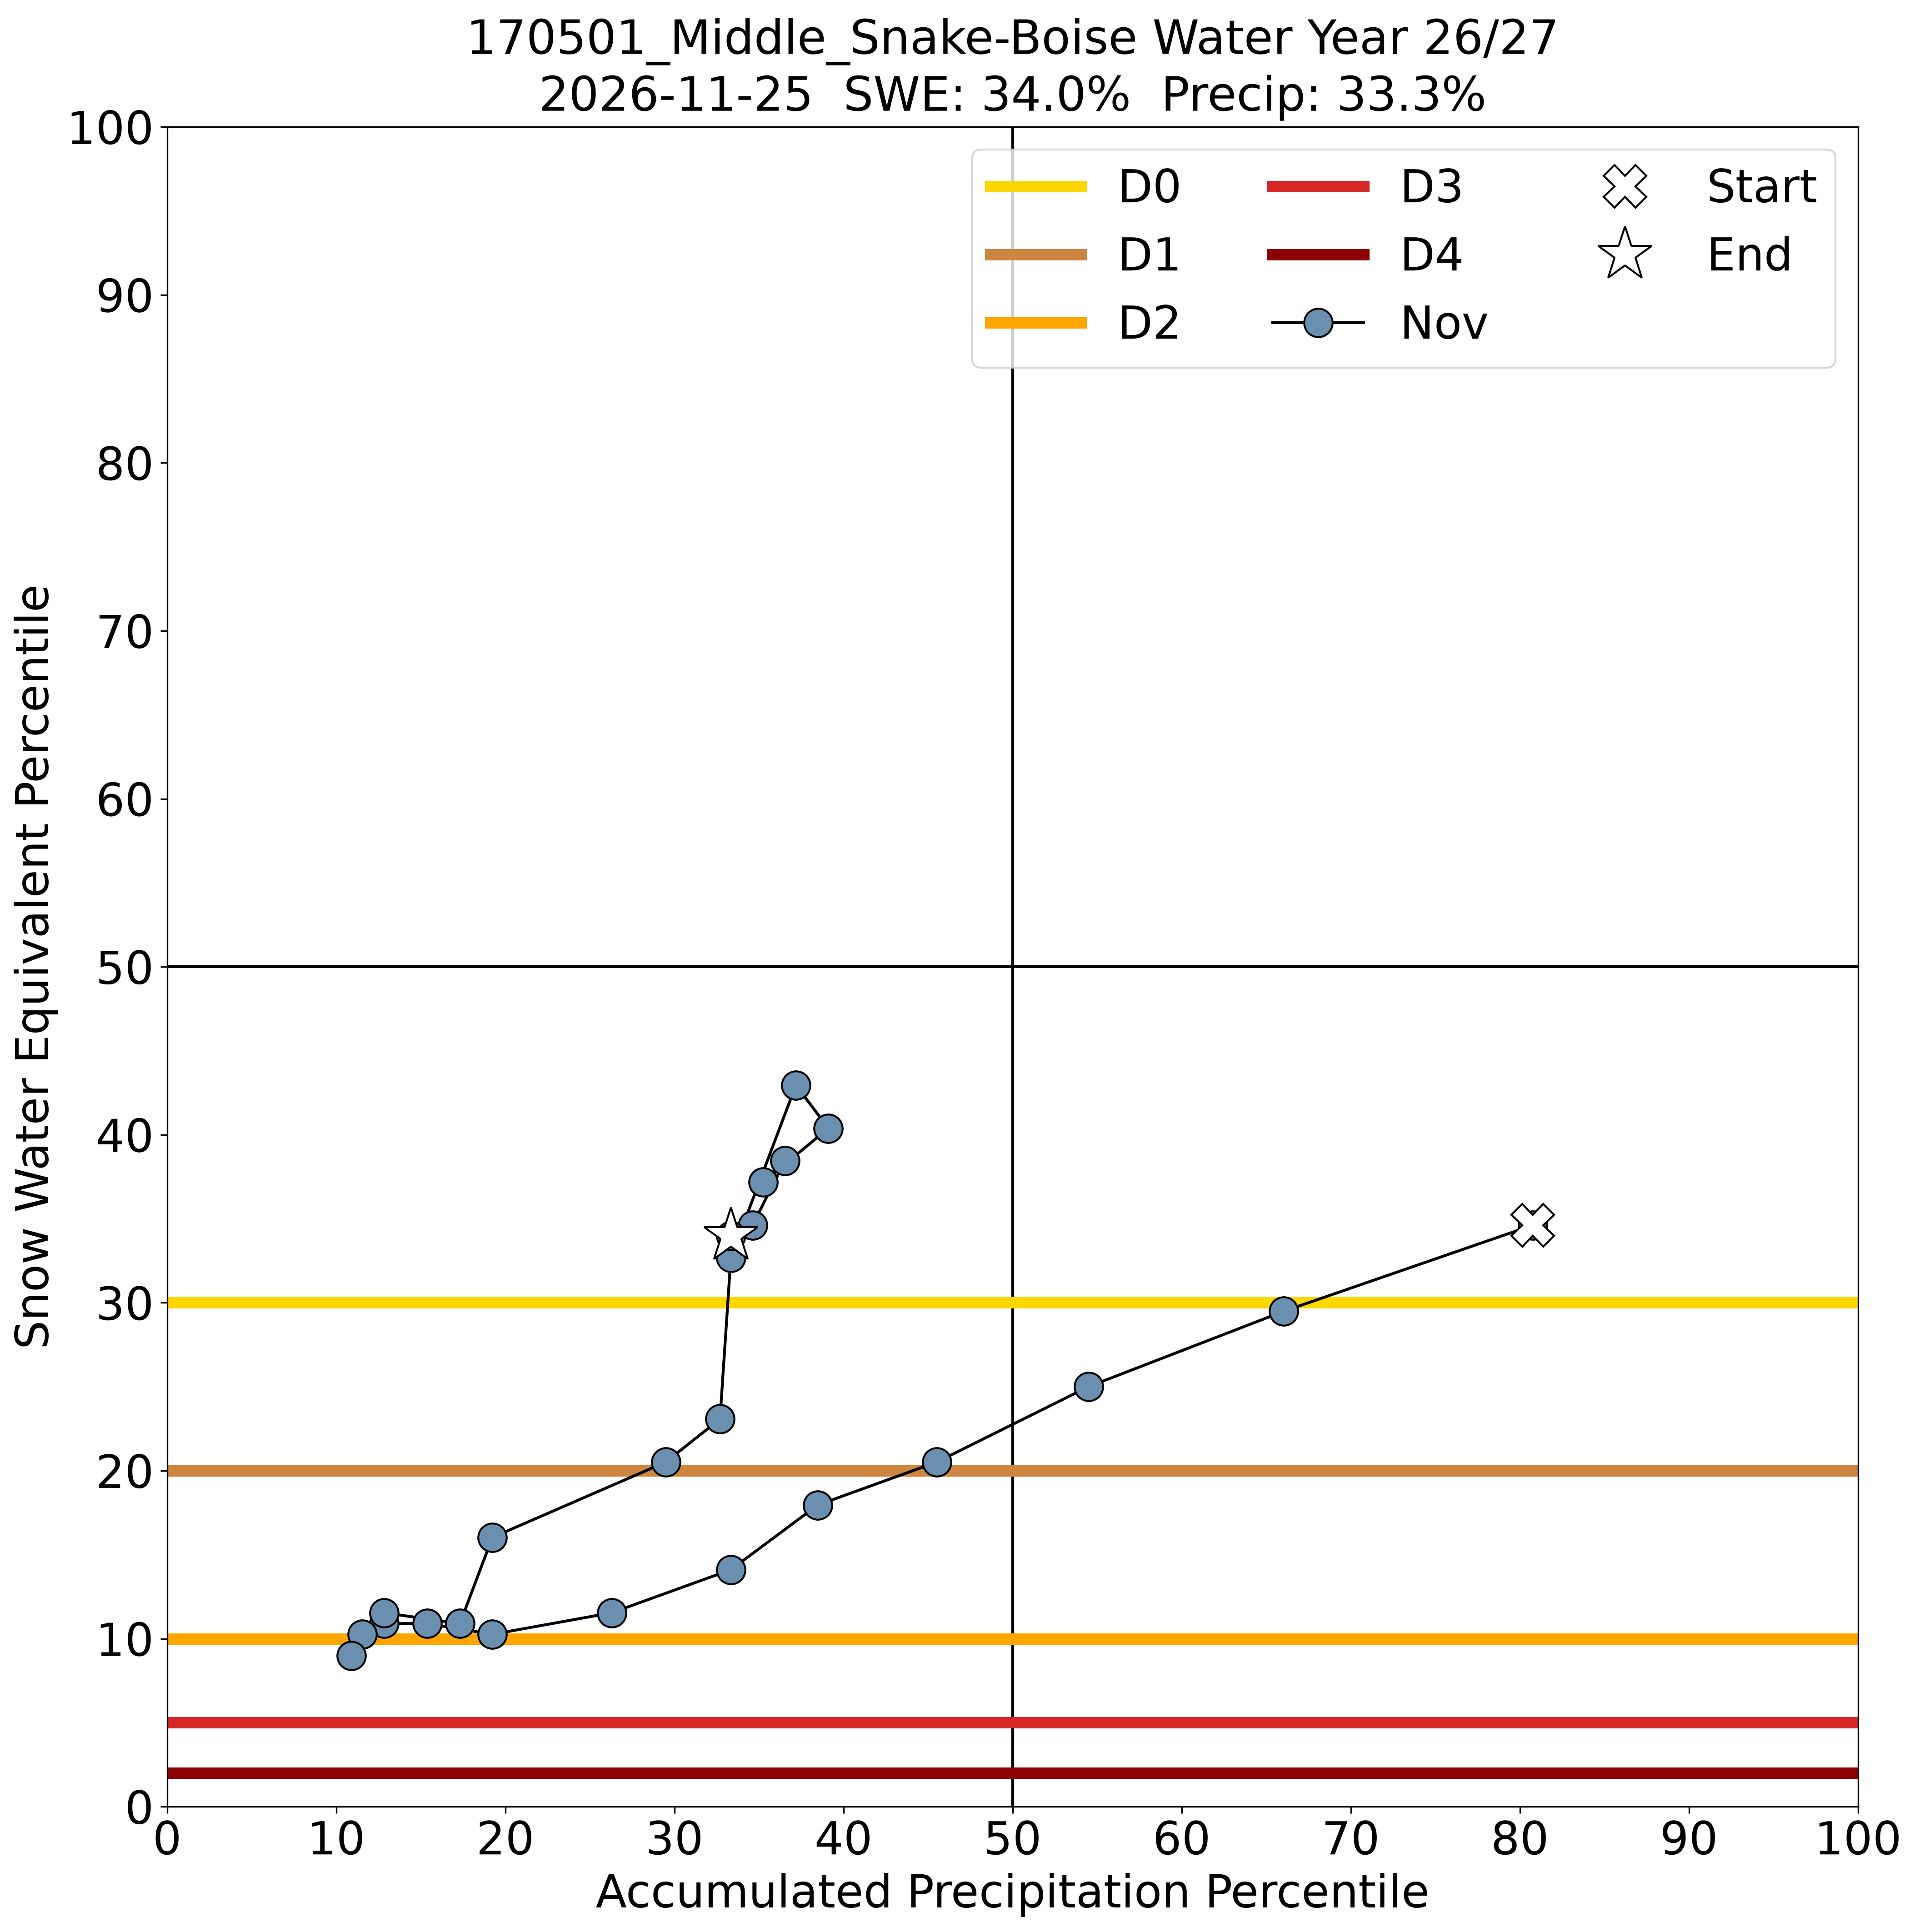 170501_Middle_Snake-Boise Water Year 26/27
2026-11-25  SWE: 34.0%  Precip: 33.3%
D0
D1
D2
D3
D4
Nov
Start
End
Snow Water Equivalent Percentile
100
90
80
70
60
50
40
30
20
10
0
0 10 20 30 40 50 60 70 80 90 100
Accumulated Precipitation Percentile